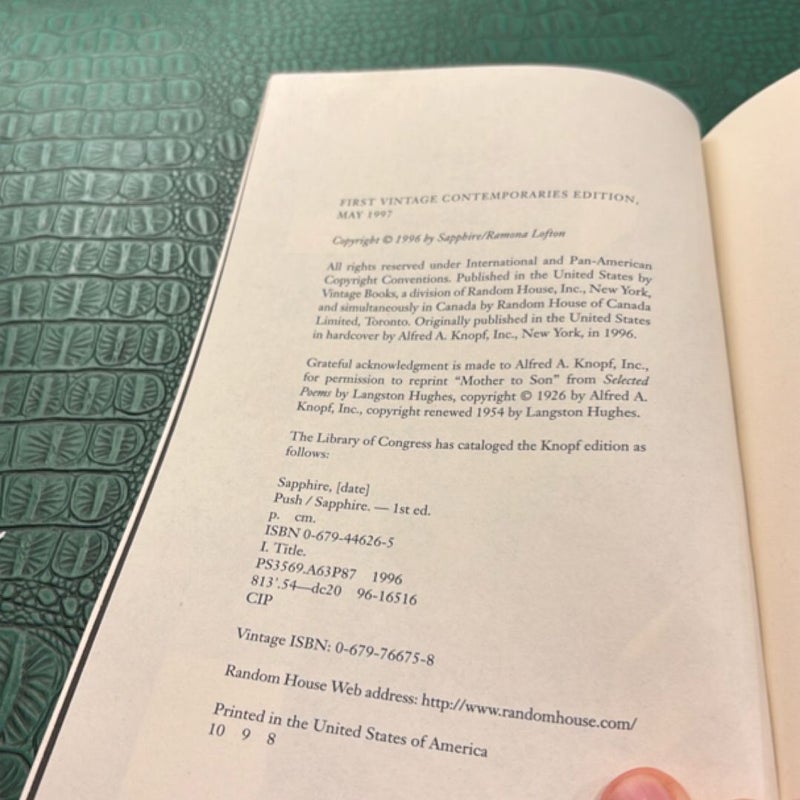 FIRST VINTAGE CONTEMPORARIES EDITION,
MAY 1997
Copyright © 1996 by Sapphire/Ramona Lofton
All rights reserved under International and Pan-American
Copyright Conventions. Published in the United States by
Vintage Books, a division of Random House, Inc., New York,
and simultaneously in Canada by Random House of Canada
Limited, Toronto. Originally published in the United States
in hardcover by Alfred A. Knopf, Inc., New York, in 1996.
Grateful acknowledgment is made to Alfred A. Knopf, Inc.,
for permission to reprint “Mother to Son” from Selected
Poems by Langston Hughes, copyright © 1926 by Alfred A.
Knopf, Inc., copyright renewed 1954 by Langston Hughes.
The Library of Congress has cataloged the Knopf edition as
follows:
Sapphire, [date]
Push / Sapphire. — 1st ed.
p. cm.
ISBN 0-679-44626-5
I. Title.
PS3569.A63P87 1996
813'.54—dc20 96-16516
CIP
Vintage ISBN: 0-679-76675-8
Random House Web address: http://www.randomhouse.com/
Printed in the United States of America
10 9 8